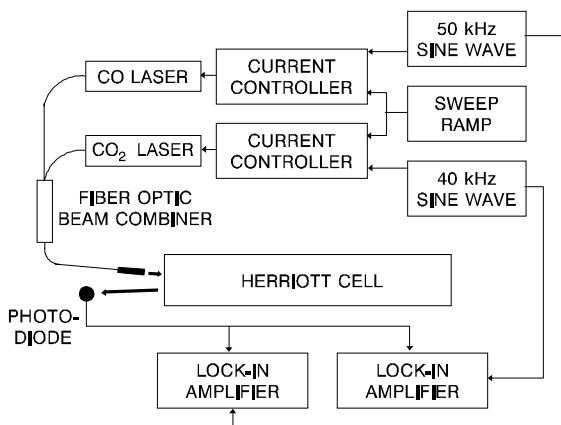 50 kHz
SINE WAVE
CO LASER
CURRENT
CONTROLLER
SWEEP
RAMP
CO₂ LASER
CURRENT
CONTROLLER
40 kHz
SINE WAVE
FIBER OPTIC
BEAM COMBINER
HERRIOTT CELL
PHOTO-
DIODE
LOCK-IN
AMPLIFIER
LOCK-IN
AMPLIFIER